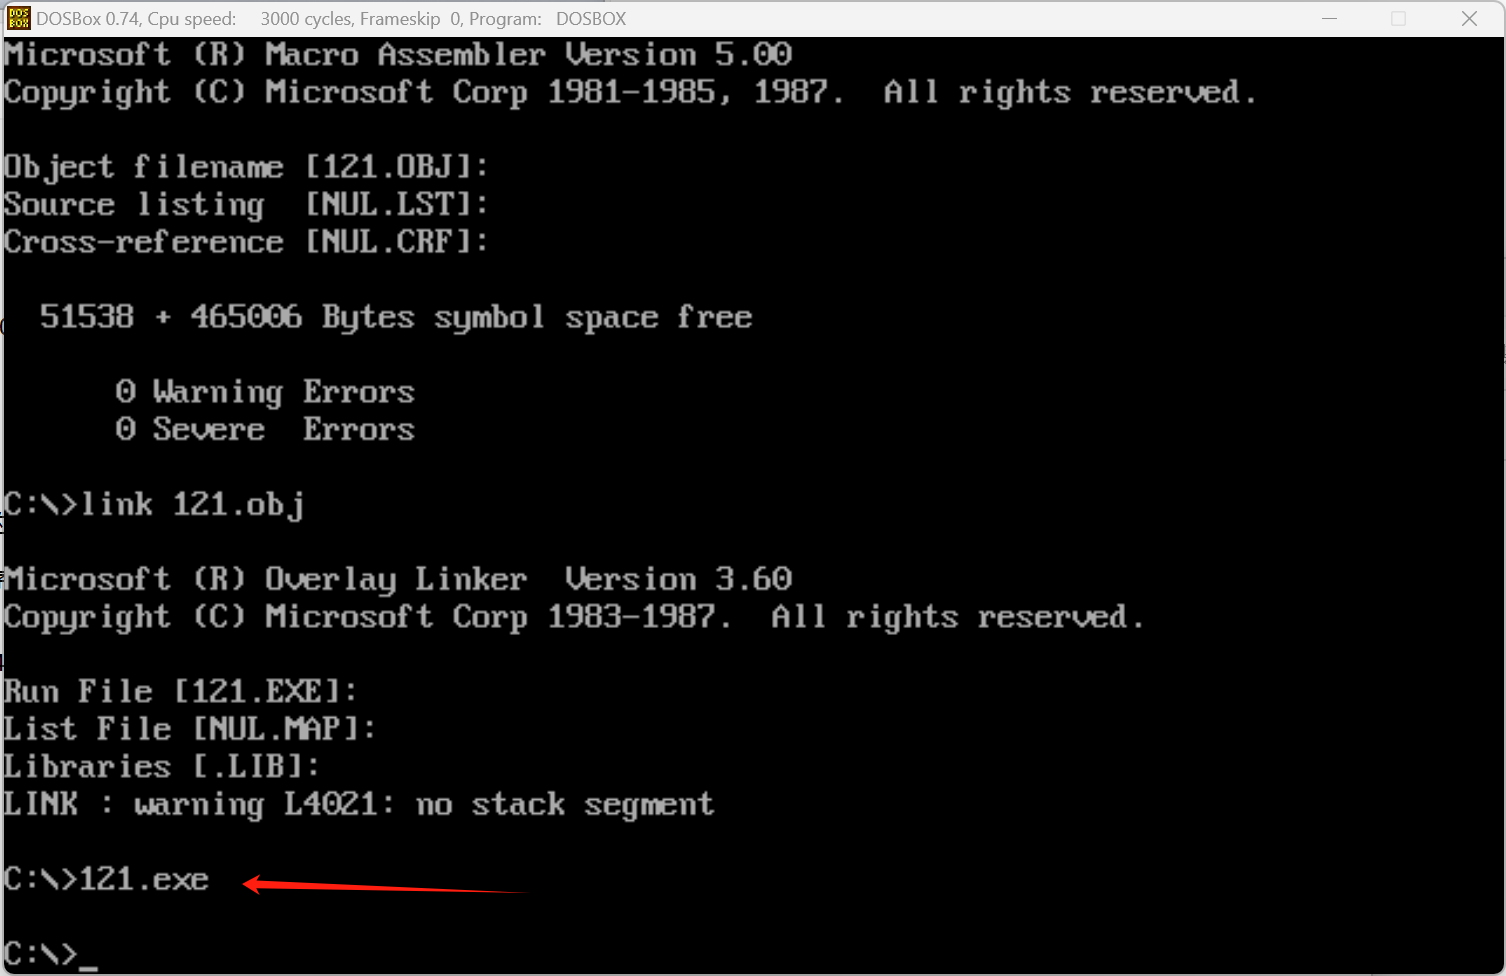 DOSBox 0.74, Cpu speed: 3000 cycles, Frameskip 0, Program: DOSBOX
Microsoft (R) Macro Assembler Version 5.00
Copyright (C) Microsoft Corp 1981-1985, 1987. All rights reserved.
Object filename [121.OBJ]:
Source listing [NUL.LST]:
Cross-reference [NUL.CRF]:
51538 + 465006 Bytes symbol space free
0 Warning Errors
0 Severe Errors
C:\>link 121.obj
Microsoft (R) Overlay Linker Version 3.60
Copyright (C) Microsoft Corp 1983-1987. All rights reserved.
Run File [121.EXE]:
List File [NUL.MAP]:
Libraries [.LIB]:
LINK : warning L4021: no stack segment
C:\>121.exe
C:\>_